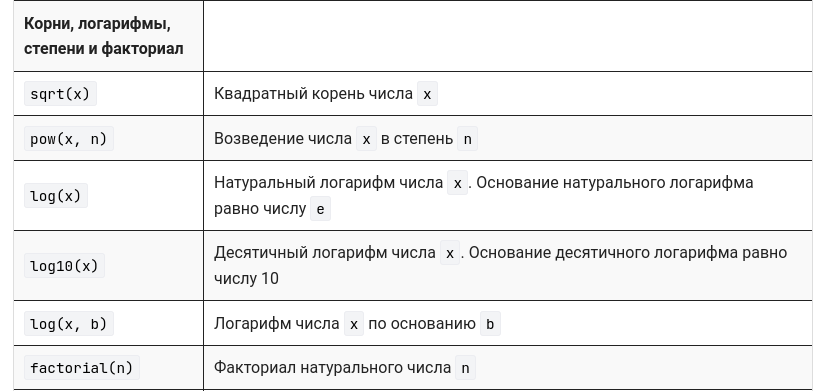 Корни, логарифмы,
степени и факториал
sqrt(x)
Квадратный корень числа x
pow(x, n)
Возведение числа x в степень n
log(x)
Натуральный логарифм числа x. Основание натурального логарифма
равно числу e
log10(x)
Десятичный логарифм числа x. Основание десятичного логарифма равно
числу 10
log(x, b)
Логарифм числа x по основанию b
factorial(n)
Факториал натурального числа n